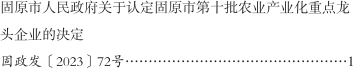 固原市人民政府关于认定固原市第十批农业产业化重点龙
头企业的决定
固政发〔2023〕72号…………………………………………1